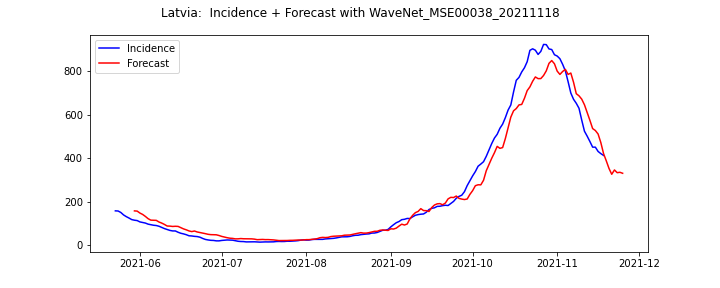 Latvia:  Incidence + Forecast with WaveNet_MSE00038_20211118
Incidence
Forecast
800
600
400
200
0
2021-06 2021-07 2021-08 2021-09 2021-10 2021-11 2021-12